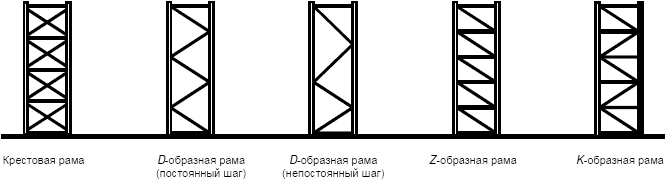 Крестовая рама
D-образная рама
(постоянный шаг)
D-образная рама
(непостоянный шаг)
Z-образная рама
K-образная рама